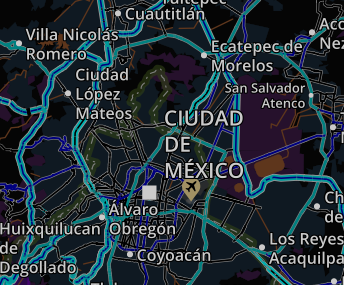 Cuautitlán
Villa Nicolás
Romero
Ecatepec de
Morelos
Ciudad
López
Mateos
San Salvador
Atenco
CIUDAD
DE
MÉXICO
Álvaro
Obregón
Huixquilucan
de
Degollado
Coyoacán
Los Reyes
Acaquilpa